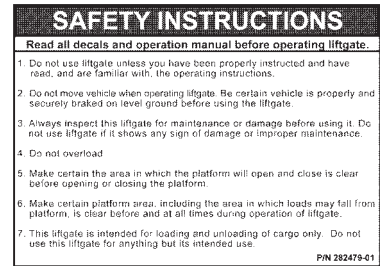 SAFETY INSTRUCTIONS
Read all decals and operation manual before operating liftgate.
1. Do not use liftgate unless you have been properly instructed and have
read, and are familiar with, the operating instructions.
2. Do not move vehicle when operating liftgate. Be certain vehicle is properly and
securely braked on level ground before using the liftgate.
3. Always inspect this liftgate for maintenance or damage before using it. Do
not use liftgate if it shows any sign of damage or improper maintenance.
4. Do not overload
5. Make certain the area in which the platform will open and close is clear
before opening or closing the platform.
6. Make certain platform area, including the area in which loads may fall from
platform, is clear before and at all times during operation of liftgate.
7. This liftgate is intended for loading and unloading of cargo only. Do not
use this liftgate for anything but its intended use.
P/N 282479-01